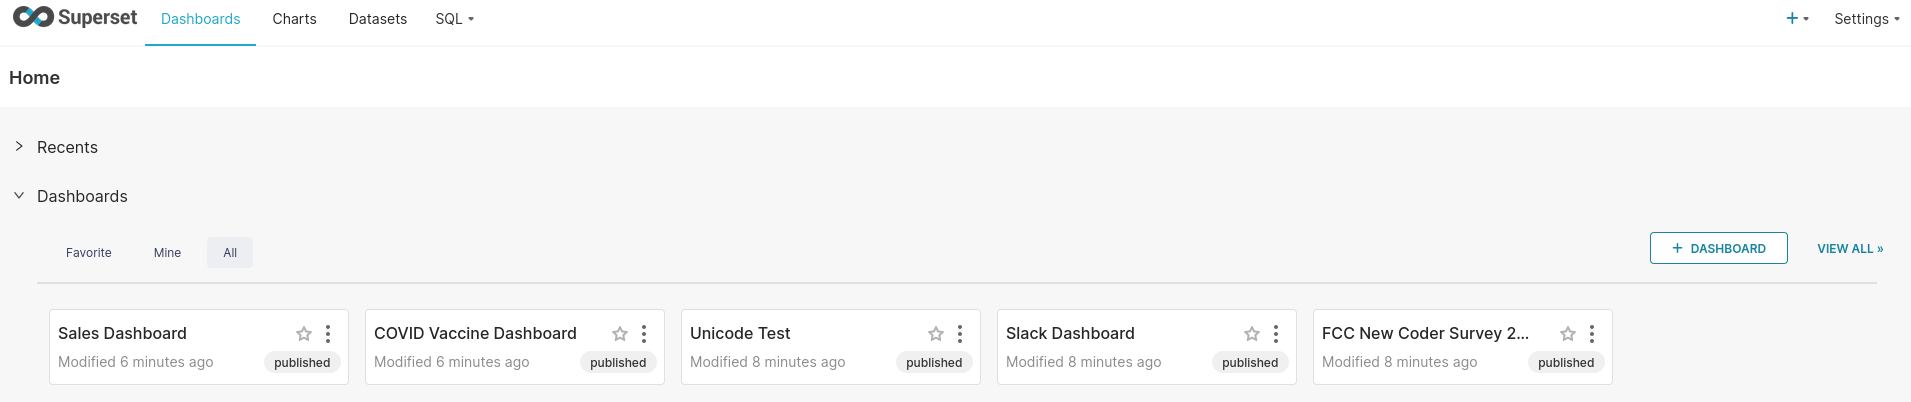 Superset Dashboards Charts Datasets SQL + Settings
Home
Recents
Dashboards
Favorite Mine All + DASHBOARD VIEW ALL »
Sales Dashboard COVID Vaccine Dashboard Unicode Test Slack Dashboard FCC New Coder Survey 2...
Modified 6 minutes ago published Modified 6 minutes ago published Modified 8 minutes ago published Modified 8 minutes ago published Modified 8 minutes ago published